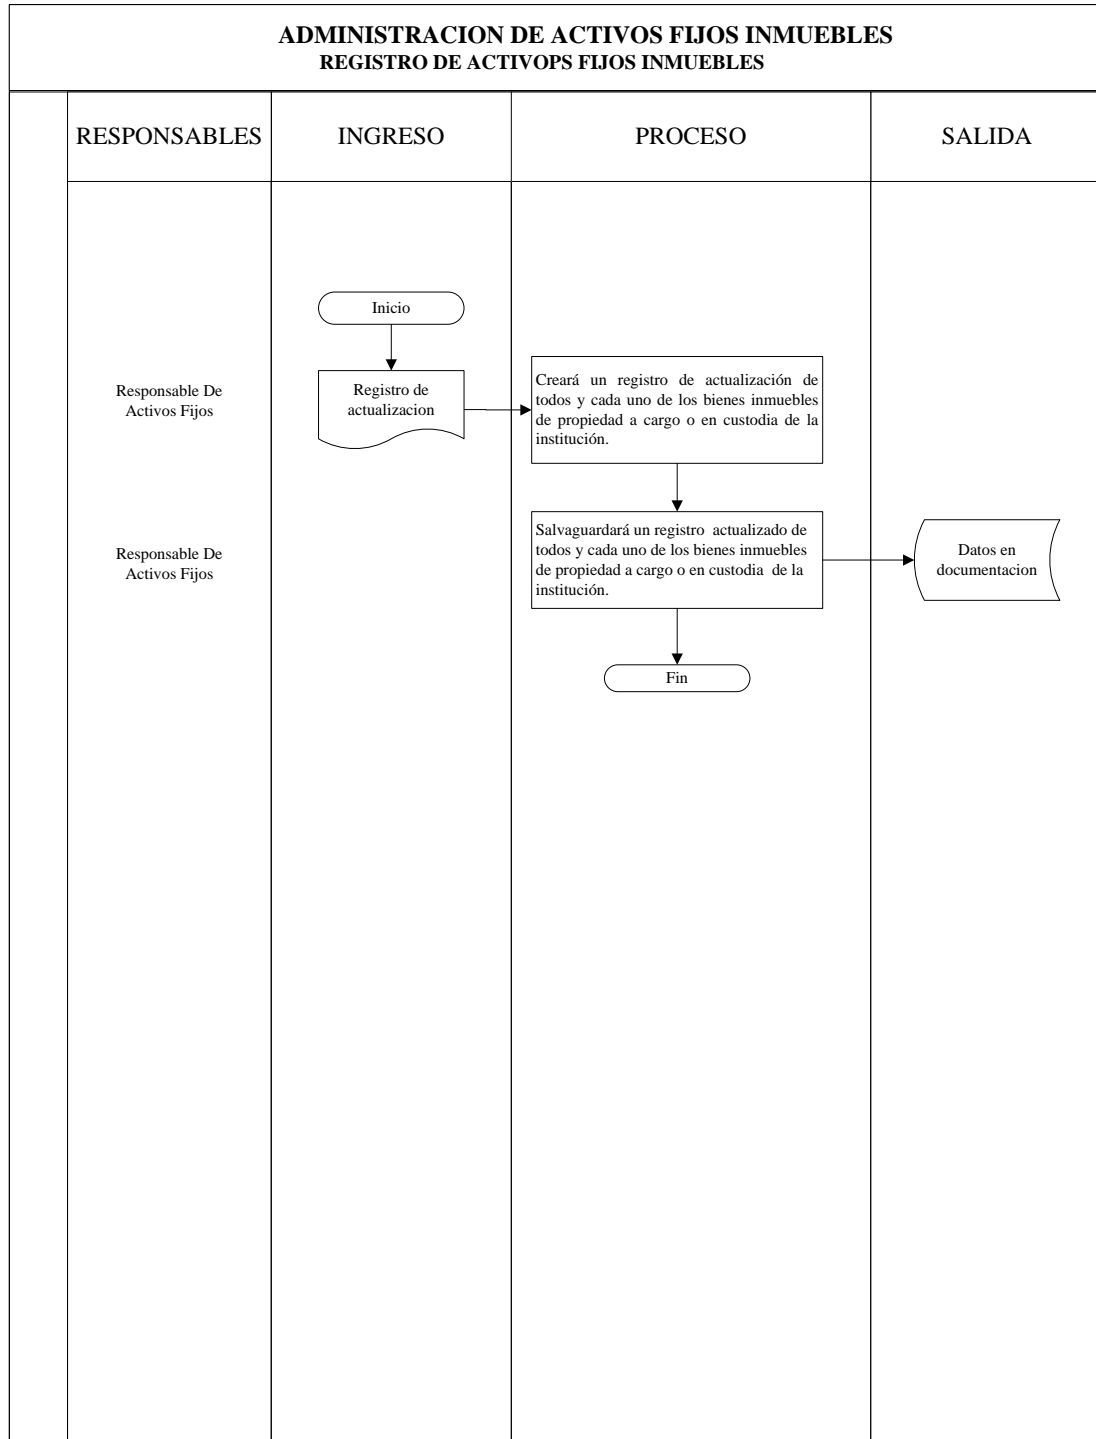 ADMINISTRACION DE ACTIVOS FIJOS INMUEBLES
REGISTRO DE ACTIVOPS FIJOS INMUEBLES
RESPONSABLES
INGRESO
PROCESO
SALIDA
Inicio
Responsable De
Activos Fijos
Registro de
actualizacion
Creará un registro de actualización de
todos y cada uno de los bienes inmuebles
de propiedad a cargo o en custodia de la
institución.
Responsable De
Activos Fijos
Salvaguardará un registro actualizado de
todos y cada uno de los bienes inmuebles
de propiedad a cargo o en custodia de la
institución.
Datos en
documentacion
Fin